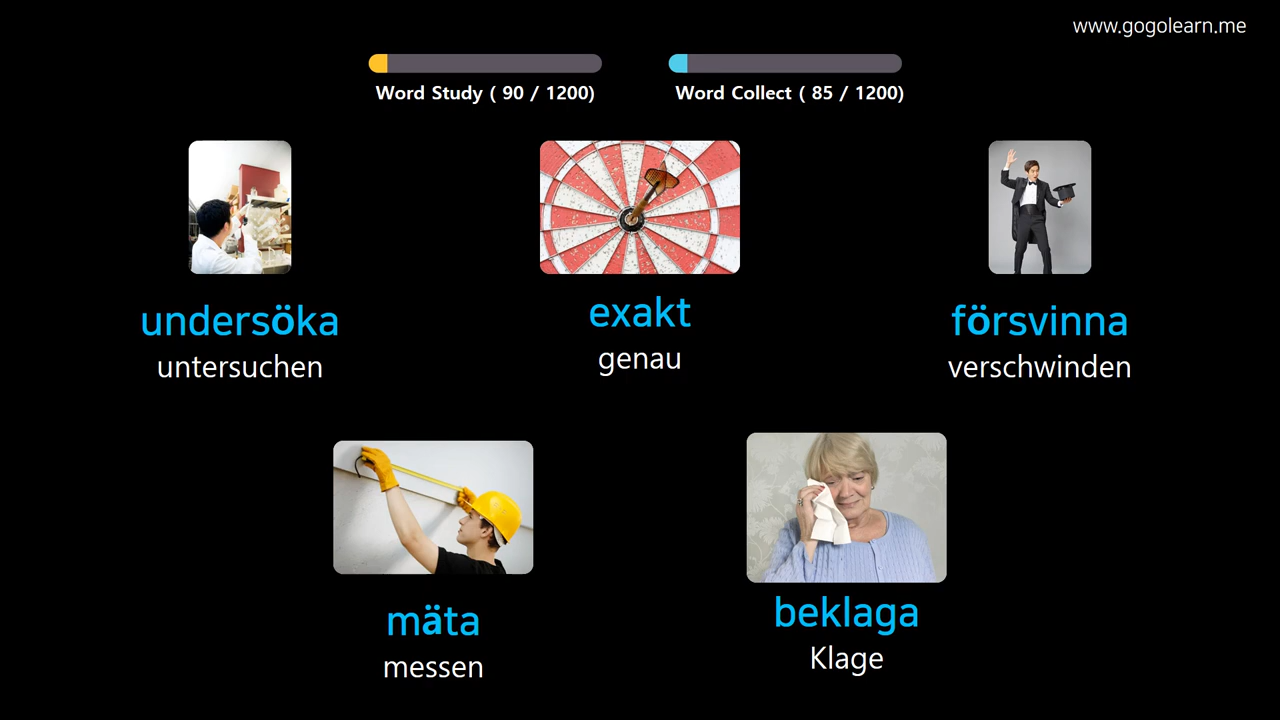 www.gogolearn.me
Word Study ( 90 / 1200)
Word Collect ( 85 / 1200)
undersöka
untersuchen
exakt
genau
försvinna
verschwinden
mäta
messen
beklaga
Klage